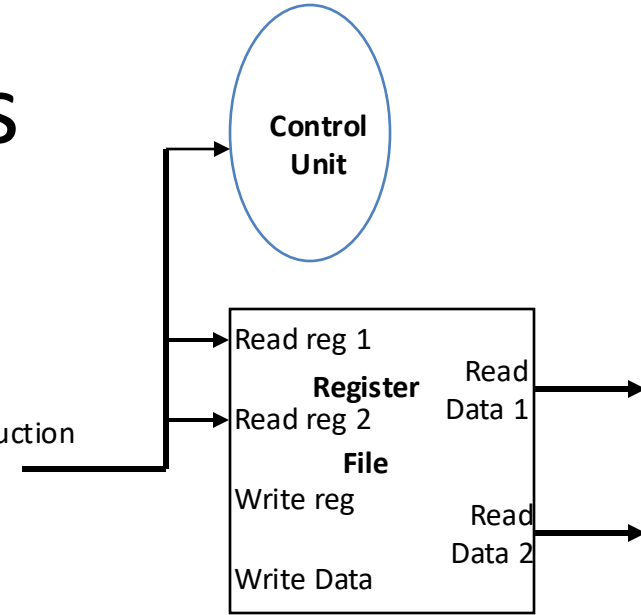 s
Control
Unit
Read reg 1
Register
Read
Data 1
Read reg 2
uction
File
Write reg
Read
Data 2
Write Data